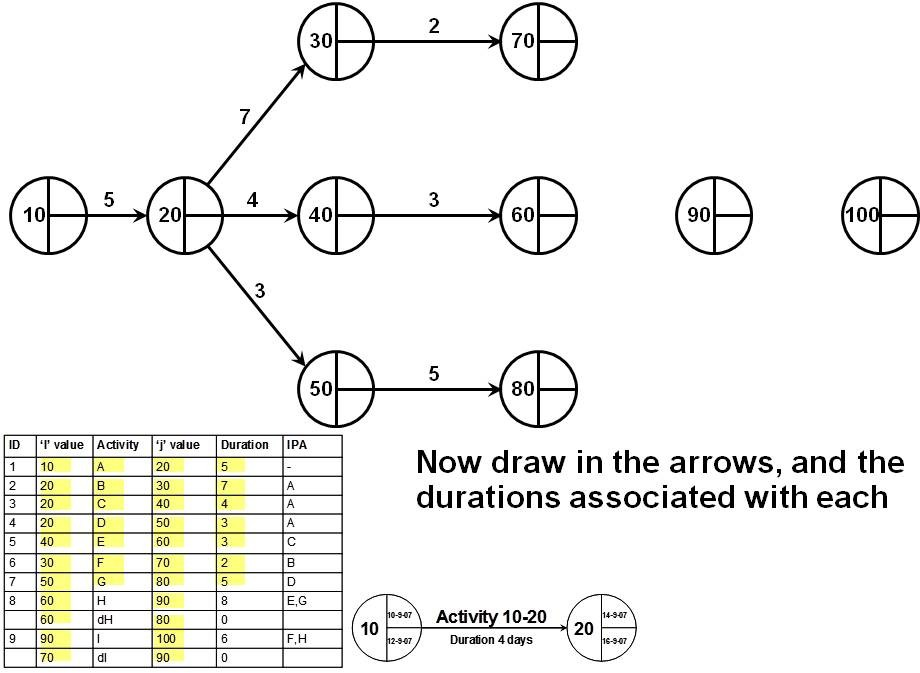 30 2 70
7
10 5 20 4 40 3 60 90 100
3
50 5 80
ID ‘I’ value Activity ‘j’ value Duration IPA
1 10 A 20 5 -
2 20 B 30 7 A
3 20 C 40 4 A
4 20 D 50 3 A
5 40 E 60 3 C
6 30 F 70 2 B
7 50 G 80 5 D
8 60 H 90 8 E,G
60 dH 80 0
9 90 I 100 6 F,H
70 dI 90 0
Now draw in the arrows, and the
durations associated with each
10-9-07 Activity 10-20 14-9-07
10 20
12-9-07 Duration 4 days 16-9-07